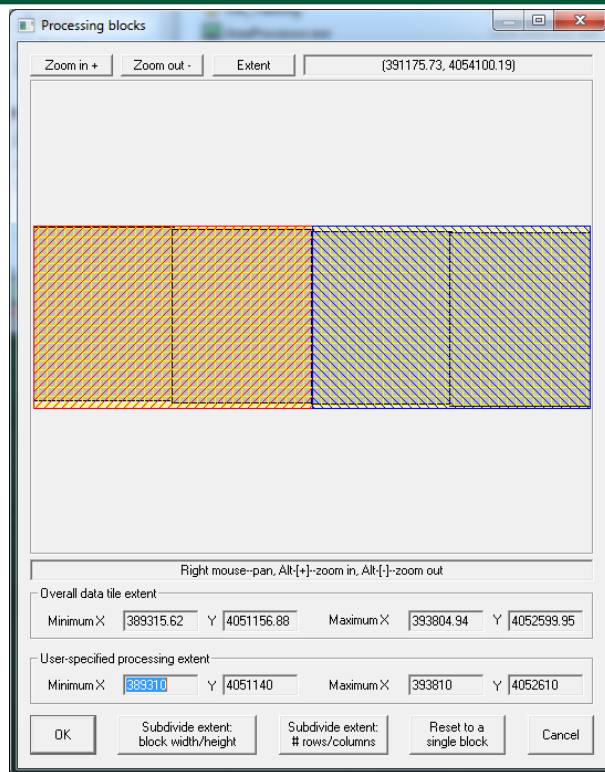 Processing blocks
Zoom in + Zoom out - Extent (391175.73, 4054100.19)
Right mouse--pan, Alt-[+]--zoom in, Alt-[-]--zoom out
Overall data tile extent
Minimum X 389315.62 Y 4051156.88 Maximum X 393804.94 Y 4052599.95
User-specified processing extent
Minimum X 389310 Y 4051140 Maximum X 393810 Y 4052610
OK Subdivide extent: Subdivide extent: Reset to a Cancel
block width/height # rows/columns single block